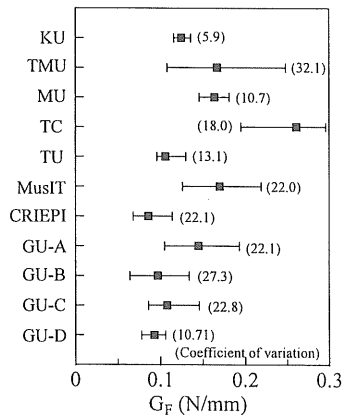 KU (5.9)
TMU (32.1)
MU (10.7)
TC (18.0)
TU (13.1)
MusIT (22.0)
CRIEPI (22.1)
GU-A (22.1)
GU-B (27.3)
GU-C (22.8)
GU-D (10.71)
(Coefficient of variation)
0 0.1 0.2 0.3
G_F (N/mm)